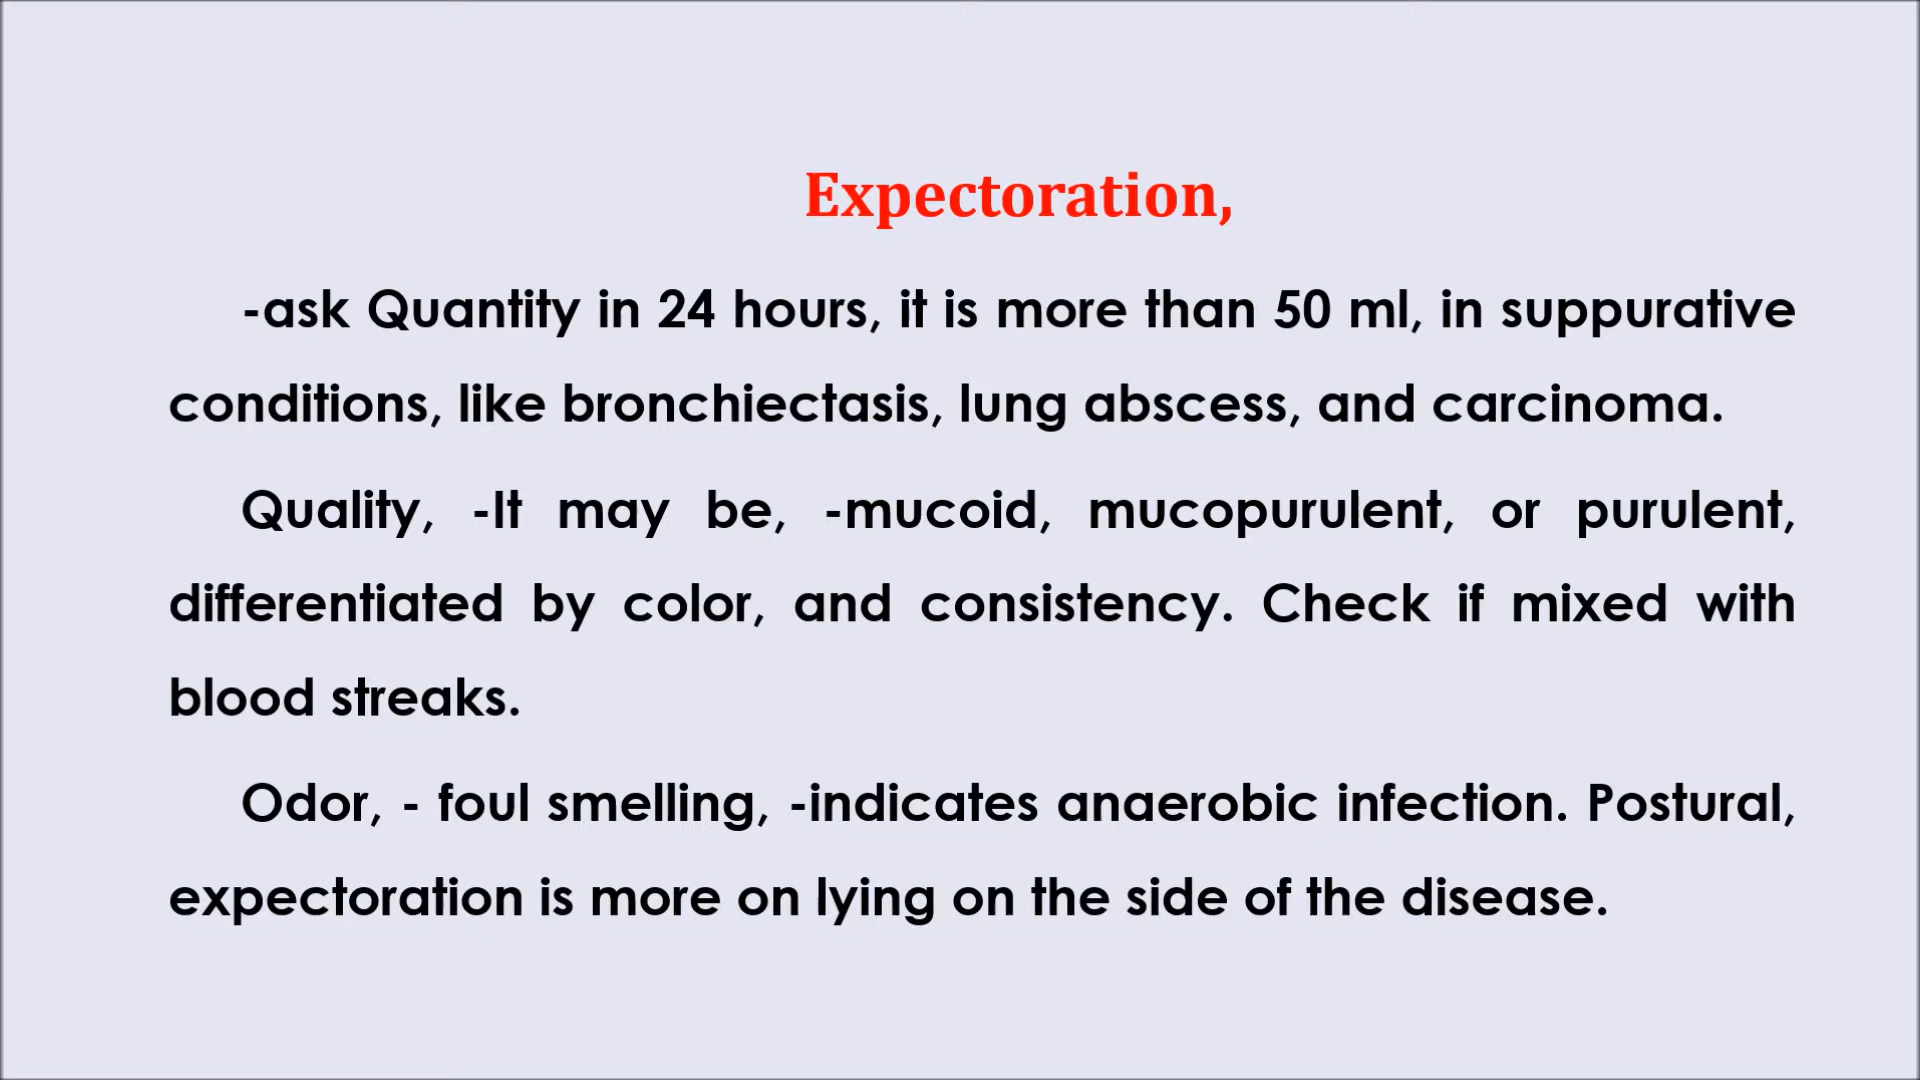 Expectoration,
-ask Quantity in 24 hours, it is more than 50 ml, in suppurative
conditions, like bronchiectasis, lung abscess, and carcinoma.
Quality, -It may be, -mucoid, mucopurulent, or purulent,
differentiated by color, and consistency. Check if mixed with
blood streaks.
Odor, - foul smelling, -indicates anaerobic infection. Postural,
expectoration is more on lying on the side of the disease.